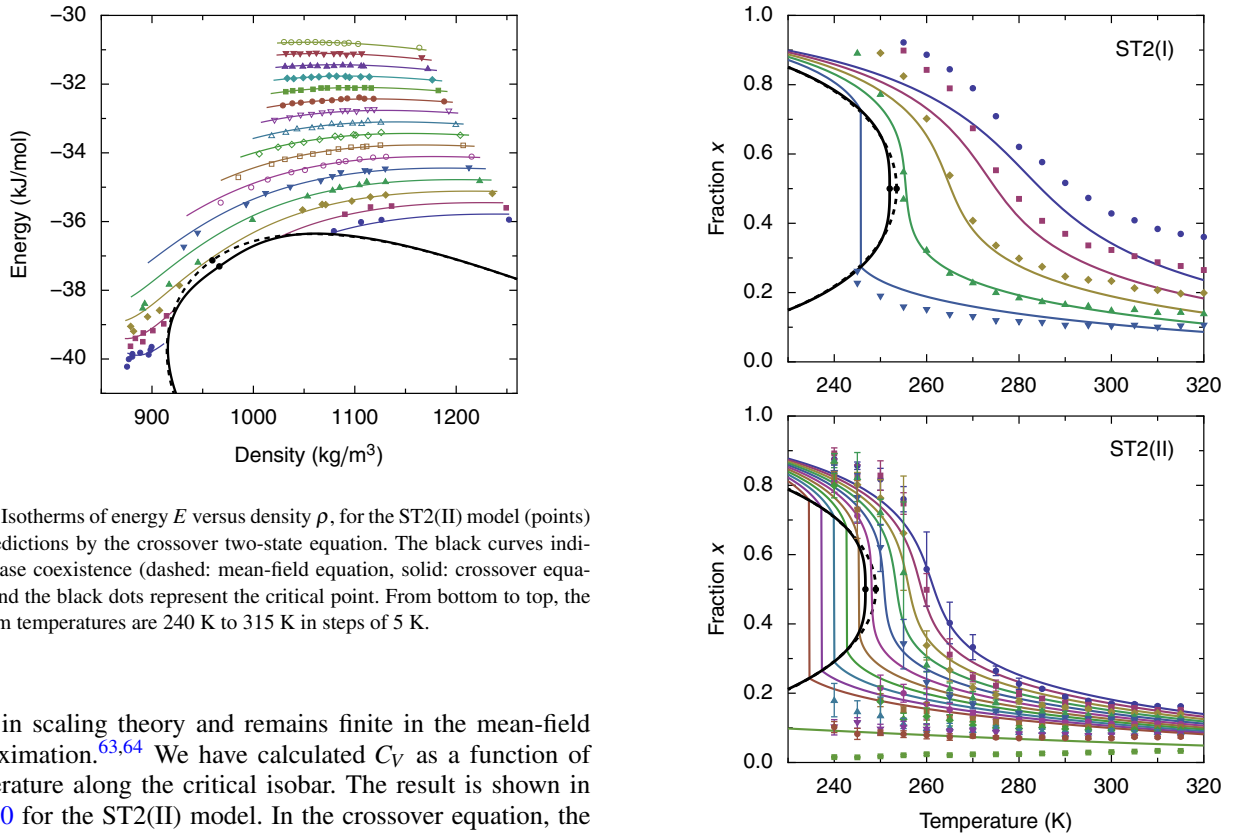 −30
−32
−34
−36
−38
−40
Energy (kJ/mol)
900 1000 1100 1200
Density (kg/m3)
Isotherms of energy E versus density ρ, for the ST2(II) model (points)
edictions by the crossover two-state equation. The black curves indi-
ase coexistence (dashed: mean-field equation, solid: crossover equa-
nd the black dots represent the critical point. From bottom to top, the
m temperatures are 240 K to 315 K in steps of 5 K.
in scaling theory and remains finite in the mean-field
ximation.63,64 We have calculated CV as a function of
erature along the critical isobar. The result is shown in
0 for the ST2(II) model. In the crossover equation, the
ST2(I)
1.0
0.8
0.6
0.4
0.2
0.0
Fraction x
240 260 280 300 320
ST2(II)
1.0
0.8
0.6
0.4
0.2
0.0
Fraction x
240 260 280 300 320
Temperature (K)